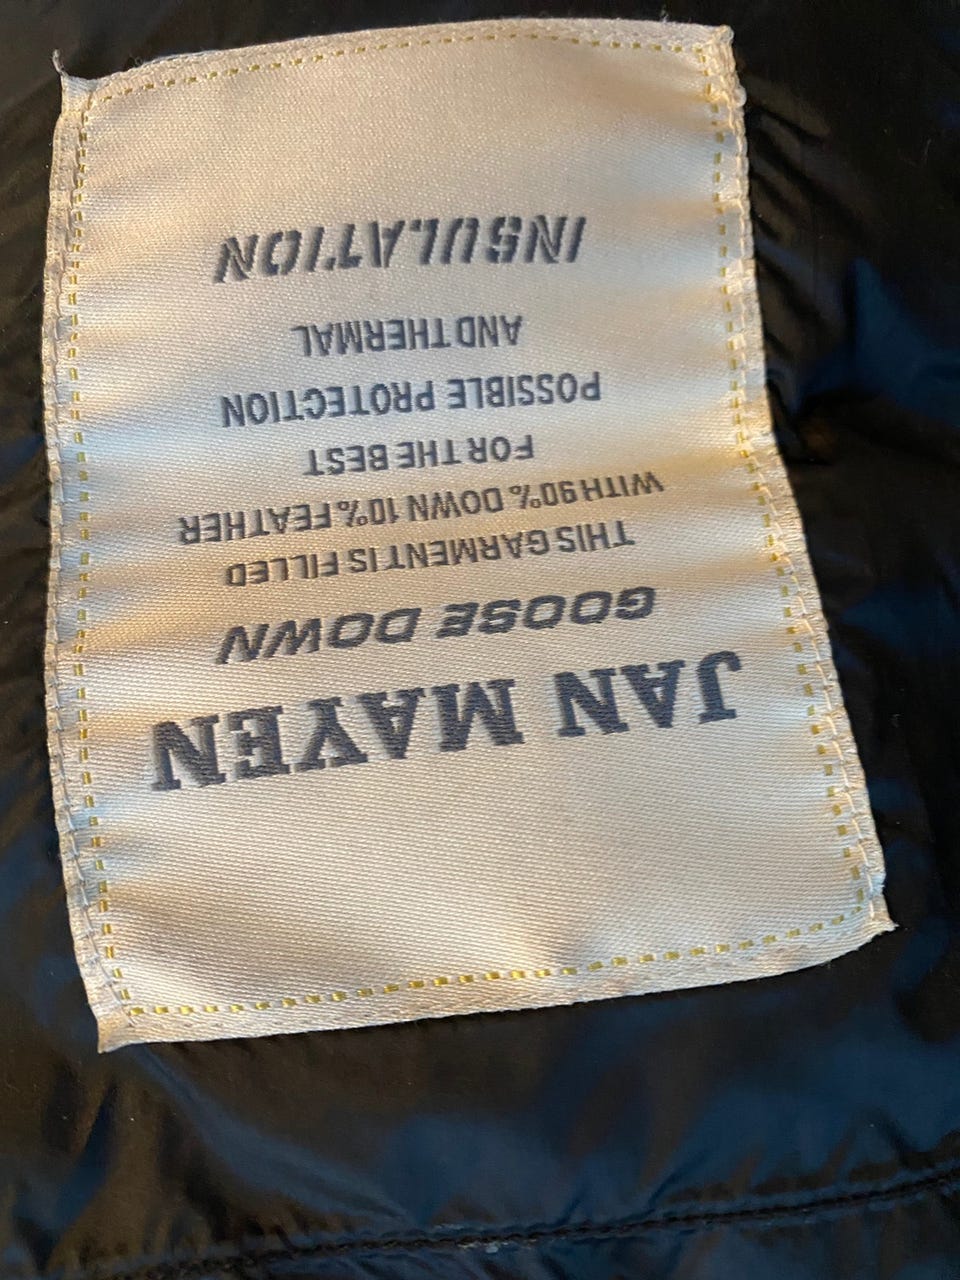 JAN MAYEN
GOOSE DOWN
THIS GARMENT IS FILLED
WITH 90% DOWN 10% FEATHER
FOR THE BEST
POSSIBLE PROTECTION
AND THERMAL
INSULATION